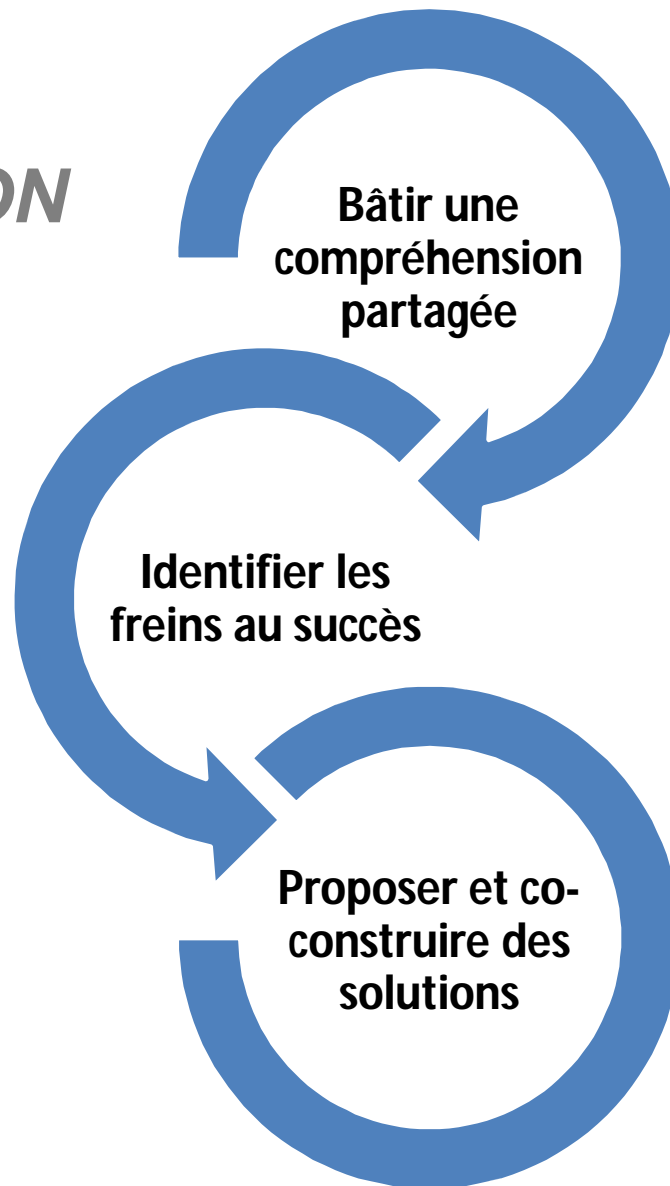 ON
Bâtir une
compréhension
partagée
Identifier les
freins au succès
Proposer et co-
construire des
solutions